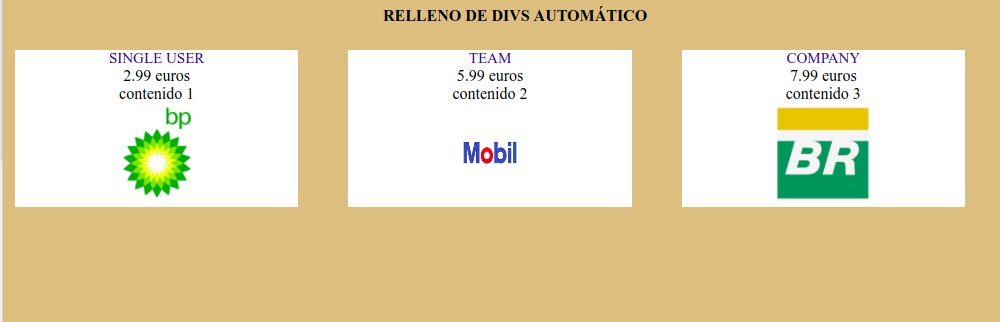 RELLENO DE DIVS AUTOMÁTICO
SINGLE USER
2.99 euros
contenido 1
bp
TEAM
5.99 euros
contenido 2
Mobil
COMPANY
7.99 euros
contenido 3
BR